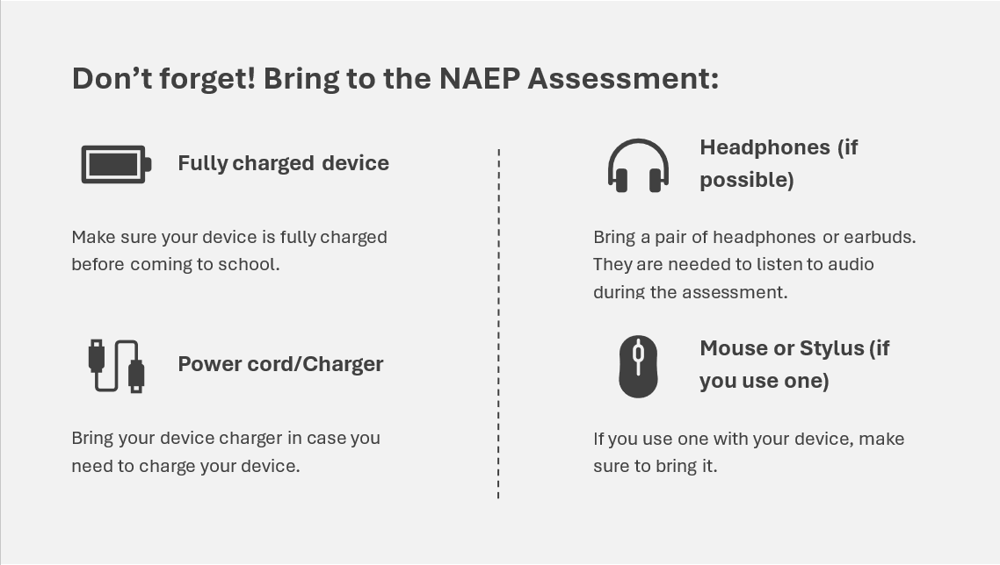 Don’t forget! Bring to the NAEP Assessment:
Fully charged device
Make sure your device is fully charged
before coming to school.
Power cord/Charger
Bring your device charger in case you
need to charge your device.
Headphones (if
possible)
Bring a pair of headphones or earbuds.
They are needed to listen to audio
during the assessment.
Mouse or Stylus (if
you use one)
If you use one with your device, make
sure to bring it.